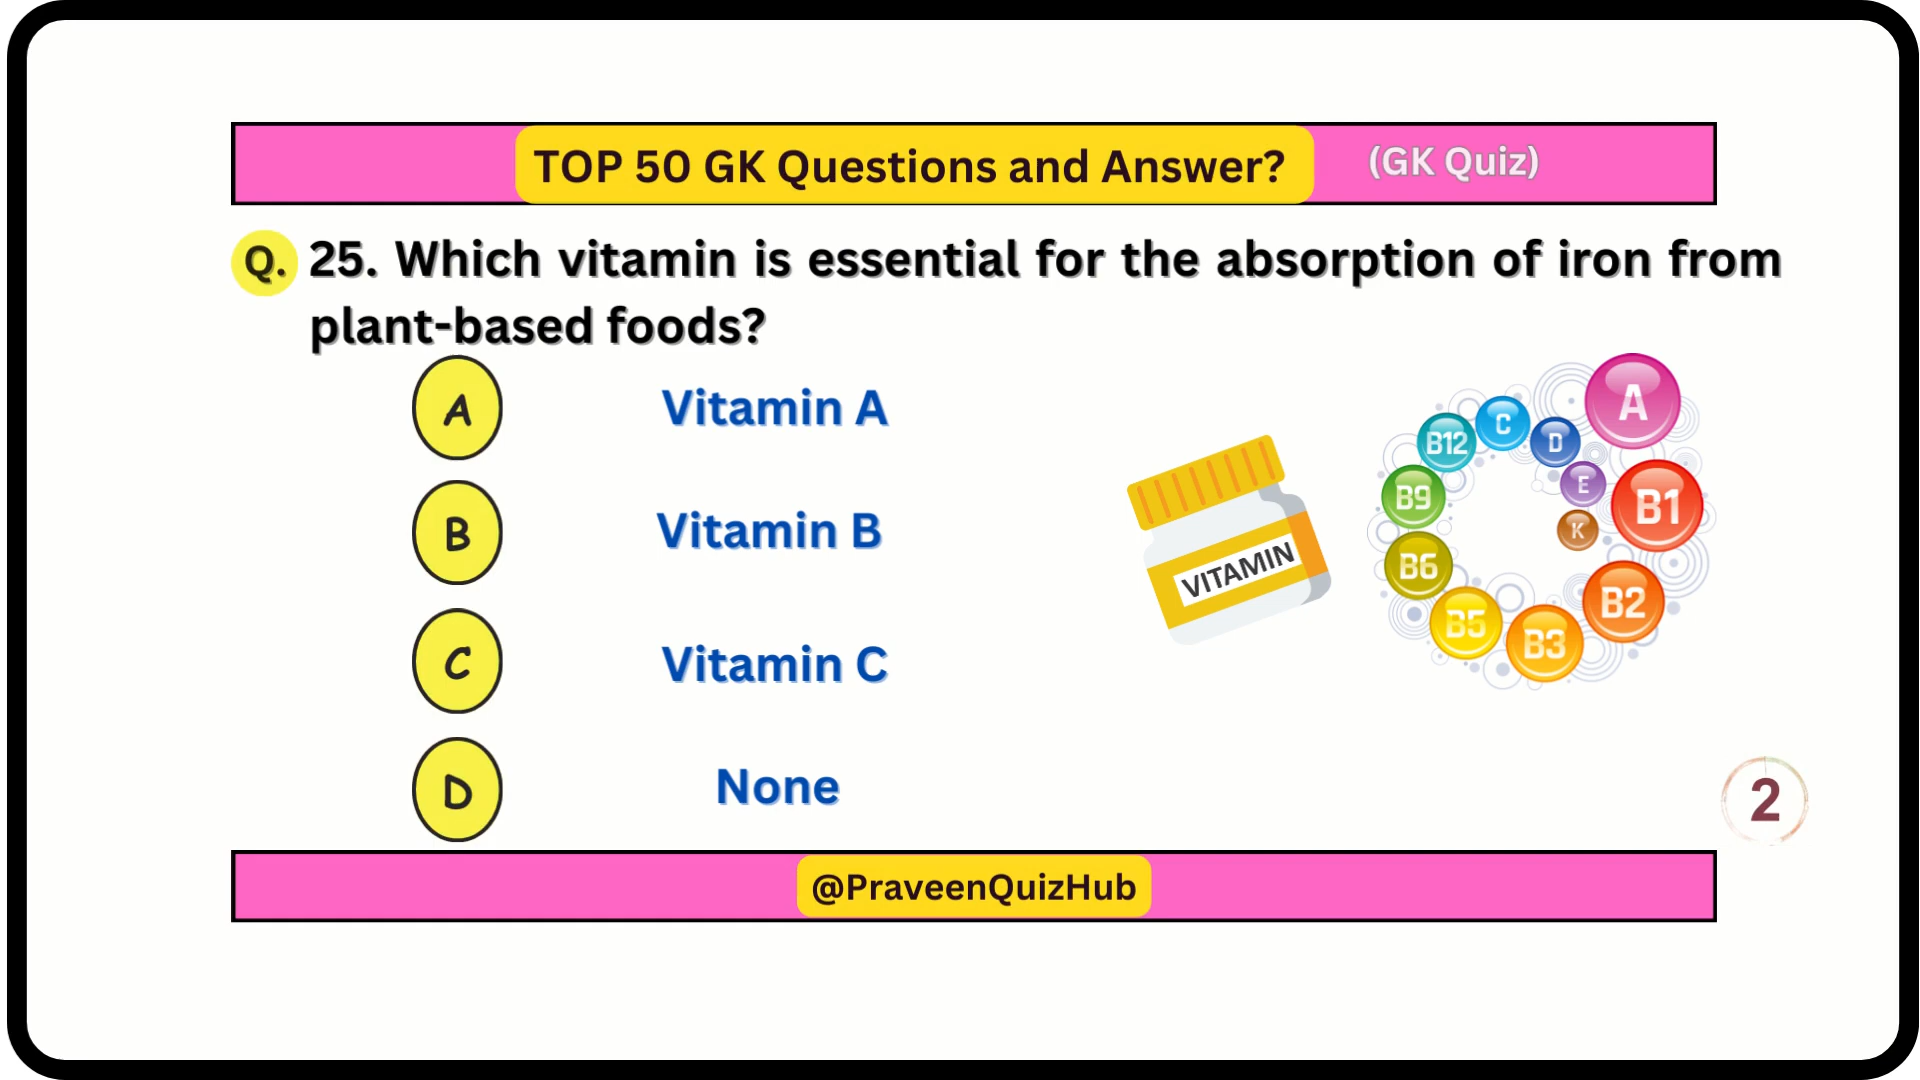 TOP 50 GK Questions and Answer?
(GK Quiz)
Q. 25. Which vitamin is essential for the absorption of iron from
plant-based foods?
A Vitamin A
B Vitamin B
C Vitamin C
D None
VITAMIN
A
B1
B2
B3
B5
B6
B9
B12
C
D
E
K
2
@PraveenQuizHub